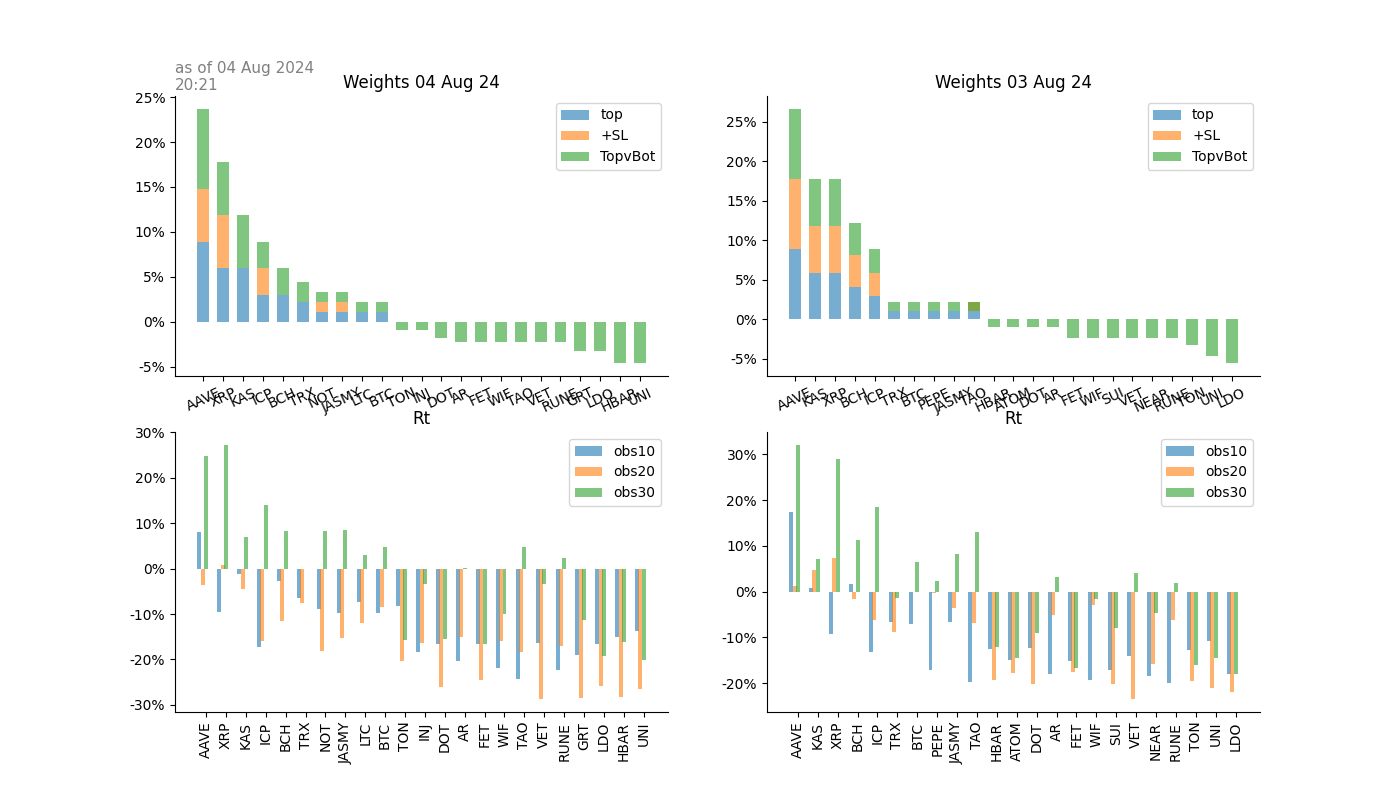 as of 04 Aug 2024
20:21
Weights 04 Aug 24
25%
20%
15%
10%
5%
0%
-5%
top
+SL
TopvBot
AAVE XRP KAS ICP BCH TRX NOT JASMY LTC BTC TON INJ DOT AR FET WIF TAO VET RUNE GRT LDO HBAR UNI
Weights 03 Aug 24
25%
20%
15%
10%
5%
0%
-5%
top
+SL
TopvBot
AAVE KAS XRP BCH ICP TRX BTC PEPE JASMY TAO HBAR ATOM DOT AR FET WIF SUI VET NEAR RUNE TON UNI LDO
Rt
30%
20%
10%
0%
-10%
-20%
-30%
obs10
obs20
obs30
AAVE XRP KAS ICP BCH TRX NOT JASMY LTC BTC TON INJ DOT AR FET WIF TAO VET RUNE GRT LDO HBAR UNI
Rt
30%
20%
10%
0%
-10%
-20%
obs10
obs20
obs30
AAVE KAS XRP BCH ICP TRX BTC PEPE JASMY TAO HBAR ATOM DOT AR FET WIF SUI VET NEAR RUNE TON UNI LDO